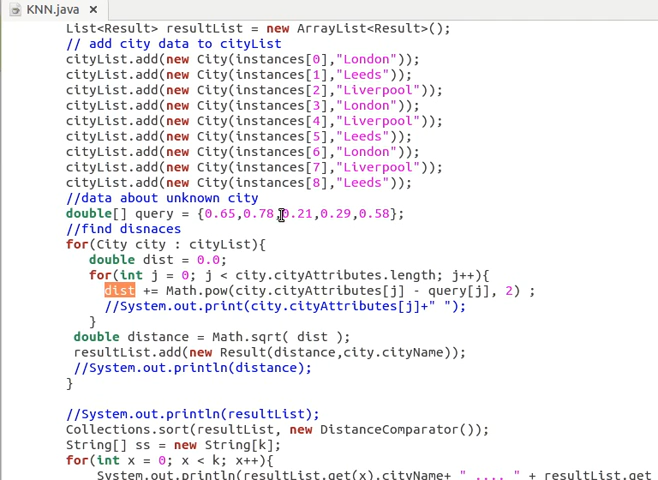 KNN.java ×
List<Result> resultList = new ArrayList<Result>();
// add city data to cityList
cityList.add(new City(instances[0],"London"));
cityList.add(new City(instances[1],"Leeds"));
cityList.add(new City(instances[2],"Liverpool"));
cityList.add(new City(instances[3],"London"));
cityList.add(new City(instances[4],"Liverpool"));
cityList.add(new City(instances[5],"Leeds"));
cityList.add(new City(instances[6],"London"));
cityList.add(new City(instances[7],"Liverpool"));
cityList.add(new City(instances[8],"Leeds"));
//data about unknown city
double[] query = {0.65,0.78,0.21,0.29,0.58};
//find disnaces
for(City city : cityList){
double dist = 0.0;
for(int j = 0; j < city.cityAttributes.length; j++){
dist += Math.pow(city.cityAttributes[j] - query[j], 2) ;
//System.out.print(city.cityAttributes[j]+" ");
}
double distance = Math.sqrt( dist );
resultList.add(new Result(distance,city.cityName));
//System.out.println(distance);
}
//System.out.println(resultList);
Collections.sort(resultList, new DistanceComparator());
String[] ss = new String[k];
for(int x = 0; x < k; x++){
System.out.println(resultList.get(x).cityName+ " .... " + resultList.get